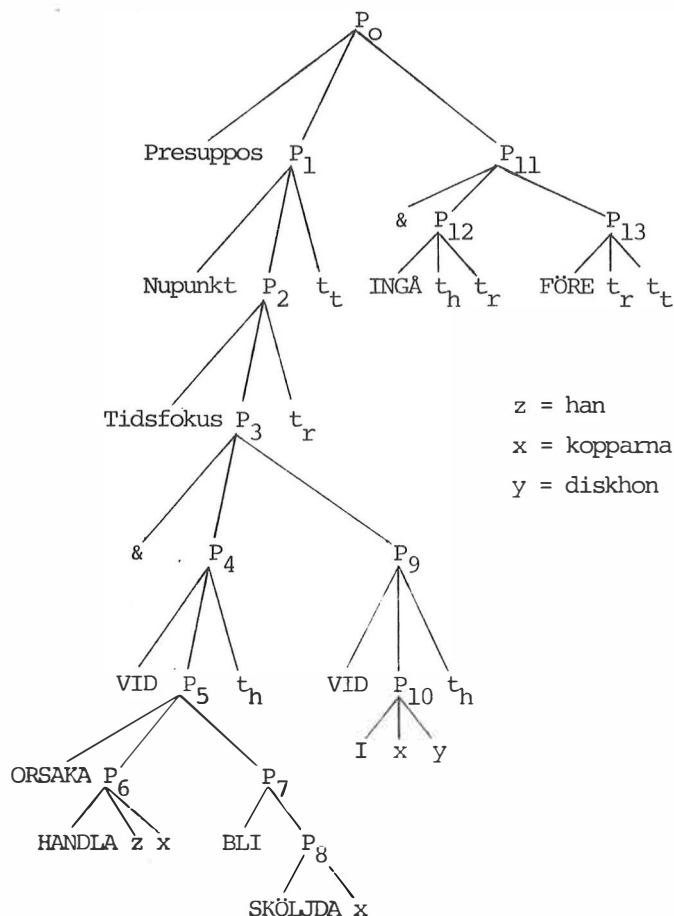 P₀
Presuppos P₁ P₁₁
& P₁₂ P₁₃
Nupunkt P₂ tₜ INGÅ tₕ tᵣ FÖRE tᵣ tₜ
Tidsfokus P₃ tᵣ
z = han
x = kopparna
y = diskhon
& P₄ P₉
VID P₅ tₕ VID P₁₀ tₕ
I x y
ORSAKA P₆ P₇
HANDLA z x BLI P₈
SKÖLJDA x